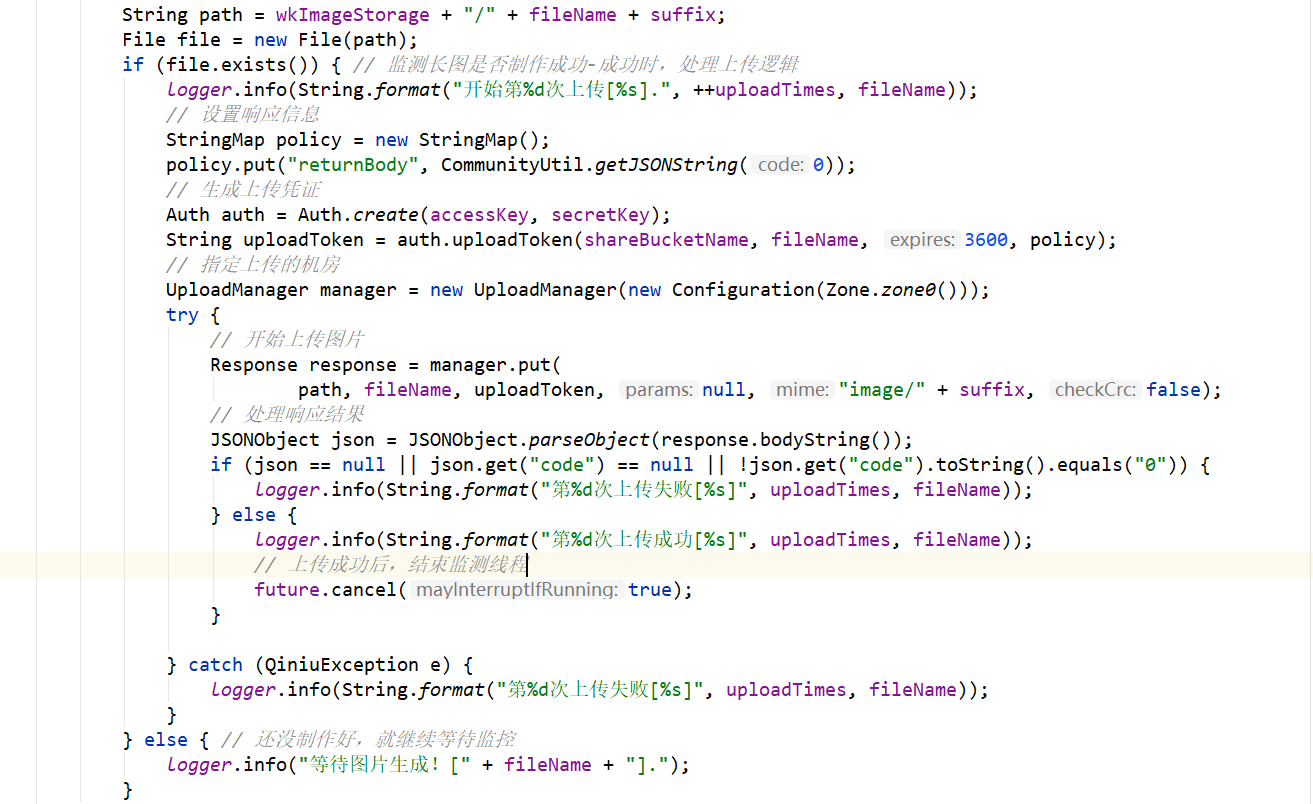 String path = wkImageStorage + "/" + fileName + suffix;
File file = new File(path);
if (file.exists()) { // 监测长图是否制作成功-成功时，处理上传逻辑
logger.info(String.format("开始第%d次上传[%s].", ++uploadTimes, fileName));
// 设置响应信息
StringMap policy = new StringMap();
policy.put("returnBody", CommunityUtil.getJSONString( code: 0));
// 生成上传凭证
Auth auth = Auth.create(accessKey, secretKey);
String uploadToken = auth.uploadToken(shareBucketName, fileName, expires: 3600, policy);
// 指定上传的机房
UploadManager manager = new UploadManager(new Configuration(Zone.zone0()));
try {
// 开始上传图片
Response response = manager.put(
path, fileName, uploadToken, params: null, mime: "image/" + suffix, checkCrc: false);
// 处理响应结果
JSONObject json = JSONObject.parseObject(response.bodyString());
if (json == null || json.get("code") == null || !json.get("code").toString().equals("0")) {
logger.info(String.format("第%d次上传失败[%s]", uploadTimes, fileName));
} else {
logger.info(String.format("第%d次上传成功[%s]", uploadTimes, fileName));
// 上传成功后，结束监测线程
future.cancel( mayInterruptIfRunning: true);
}
} catch (QiniuException e) {
logger.info(String.format("第%d次上传失败[%s]", uploadTimes, fileName));
}
} else { // 还没制作好，就继续等待监控
logger.info("等待图片生成！[" + fileName + "].");
}